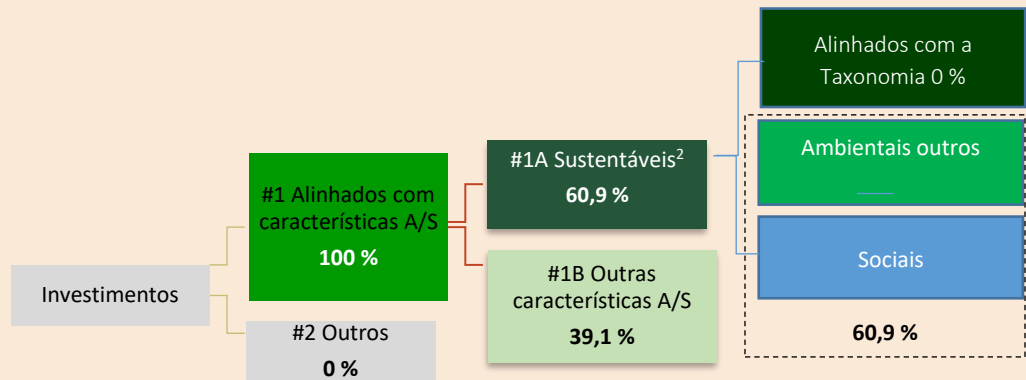 Investimentos
#1 Alinhados com
características A/S
100 %
#2 Outros
0 %
#1A Sustentáveis²
60,9 %
#1B Outras
características A/S
39,1 %
Alinhados com a
Taxonomia 0 %
Ambientais outros
Sociais
60,9 %